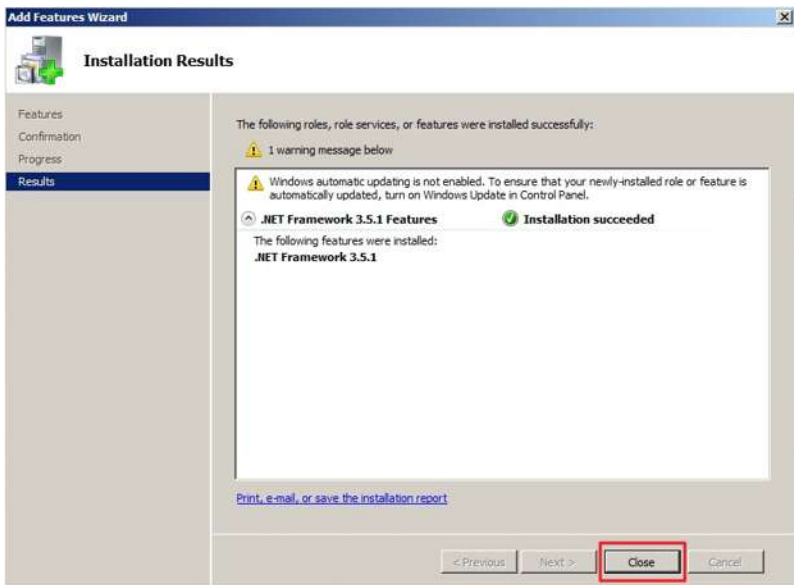 Add Features Wizard
Installation Results
Features
Confirmation
Progress
Results
The following roles, role services, or features were installed successfully:
1 warning message below
Windows automatic updating is not enabled. To ensure that your newly-installed role or feature is
automatically updated, turn on Windows Update in Control Panel.
.NET Framework 3.5.1 Features Installation succeeded
The following features were installed:
.NET Framework 3.5.1
Print, e-mail, or save the installation report
< Previous Next > Close Cancel